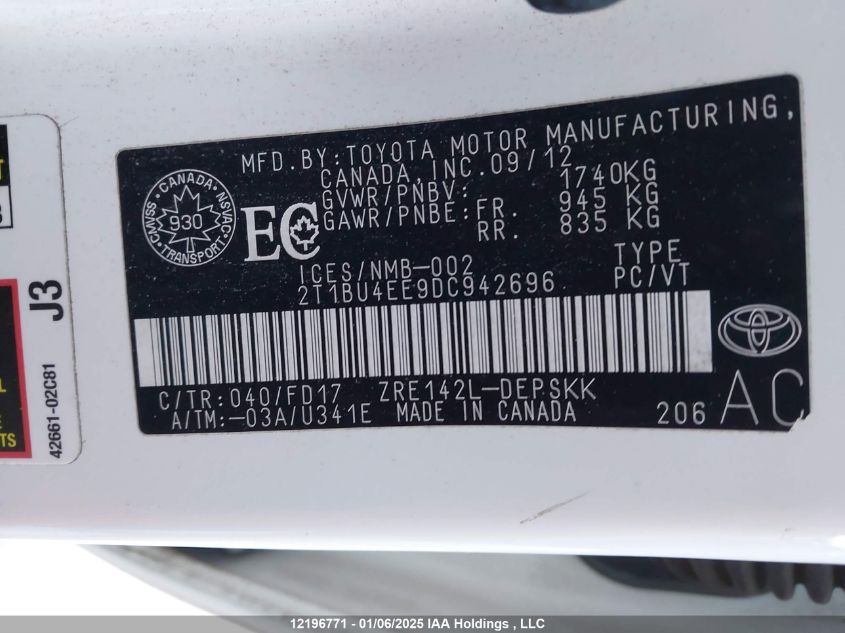 MFD.BY:TOYOTA MOTOR MANUFACTURING,
CANADA, INC. 09/12
GVWR/PNBV: 1740KG
GAWR/PNBE: FR. 945 KG
RR. 835 KG
CANADA
CMVSS 930 NSVAC
TRANSPORT
EC
ICES/NMB-002
TYPE
2T1BU4EE9DC942696 PC/VT
C/TR: 040/FD17 ZRE142L-DEPSKK
A/TM:-03A/U341E MADE IN CANADA 206 AC
J3
42661-02C81
12196771 - 01/06/2025 IAA Holdings , LLC